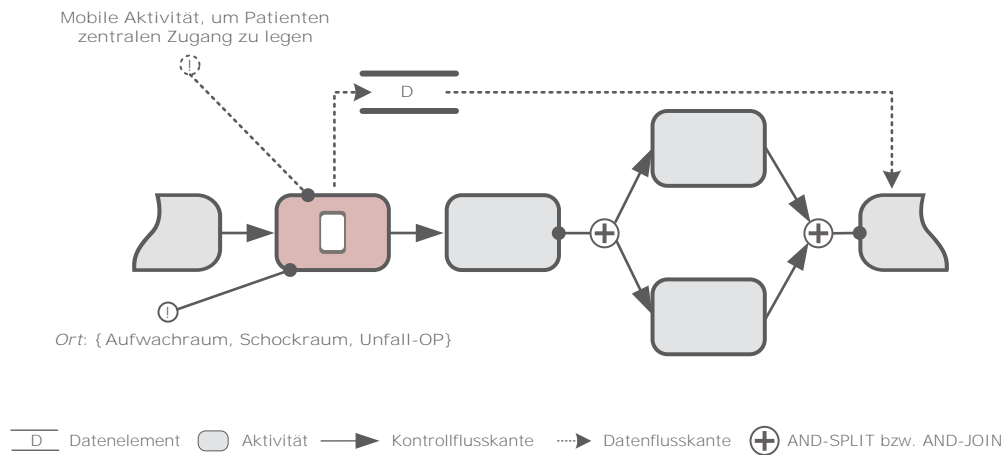 Mobile Aktivität, um Patienten
zentralen Zugang zu legen
!
D
!
Ort: {Aufwachraum, Schockraum, Unfall-OP}
D Datenelement Aktivität Kontrollflusskante Datenflusskante AND-SPLIT bzw. AND-JOIN